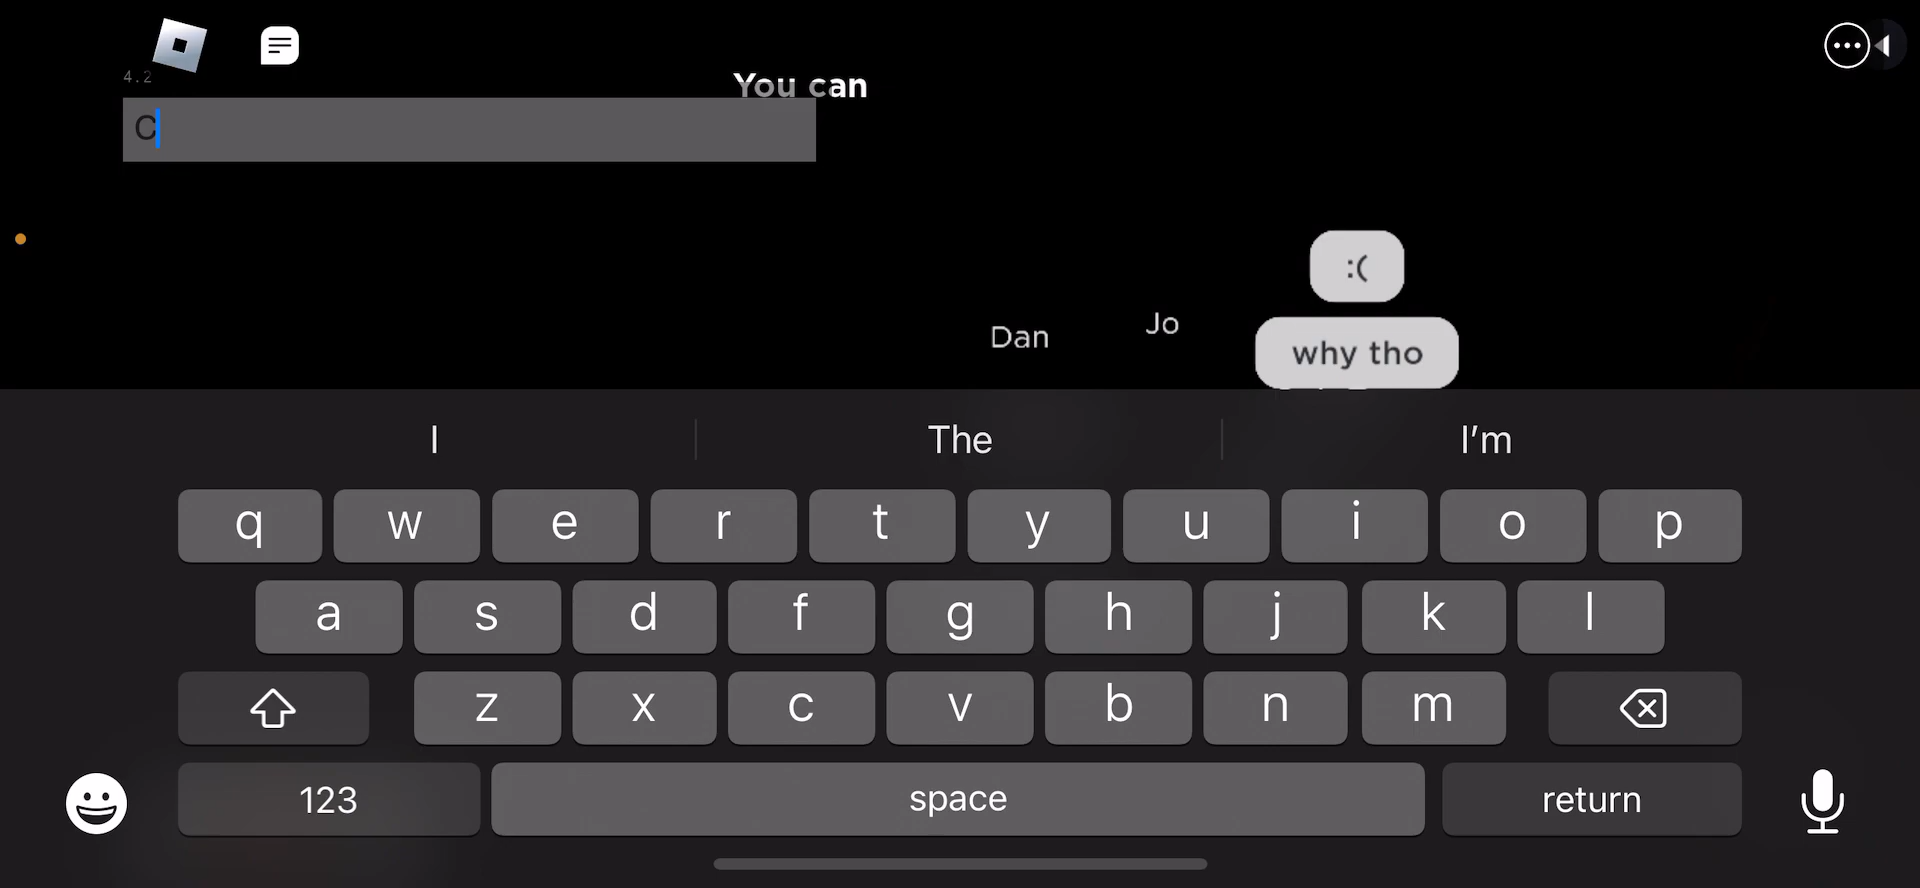 4.2
You can
C
:(
Dan
Jo
why tho
I
The
I'm
q w e r t y u i o p
a s d f g h j k l
z x c v b n m
123
space
return